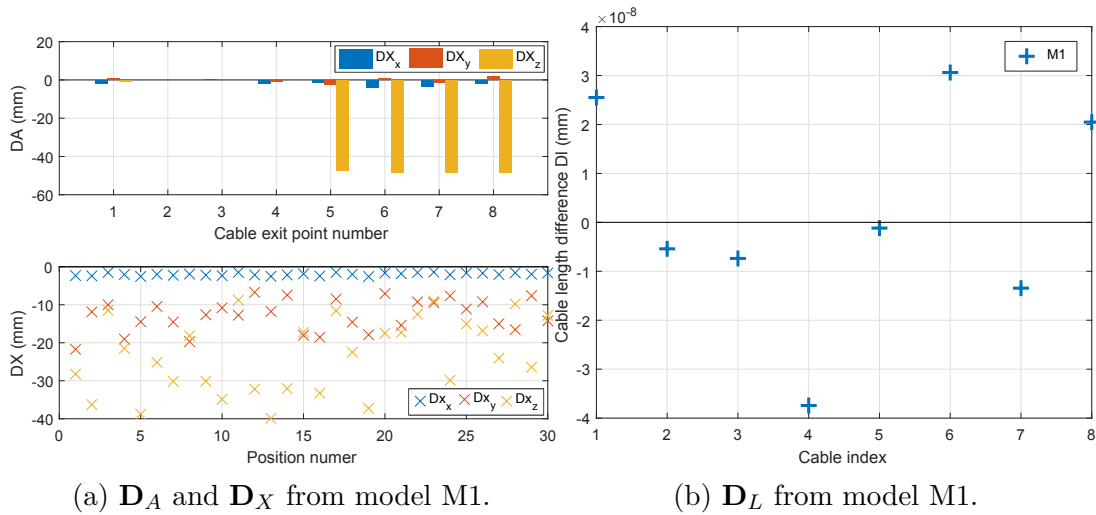 20
0
-20
-40
-60
DA (mm)
DX_x DX_y DX_z
1 2 3 4 5 6 7 8
Cable exit point number
0
-10
-20
-30
-40
DX (mm)
Dx_x Dx_y Dx_z
0 5 10 15 20 25 30
Position numer
(a) D_A and D_X from model M1.
×10^-8
4
3
2
1
0
-1
-2
-3
-4
Cable length difference Dl (mm)
M1
1 2 3 4 5 6 7 8
Cable index
(b) D_L from model M1.